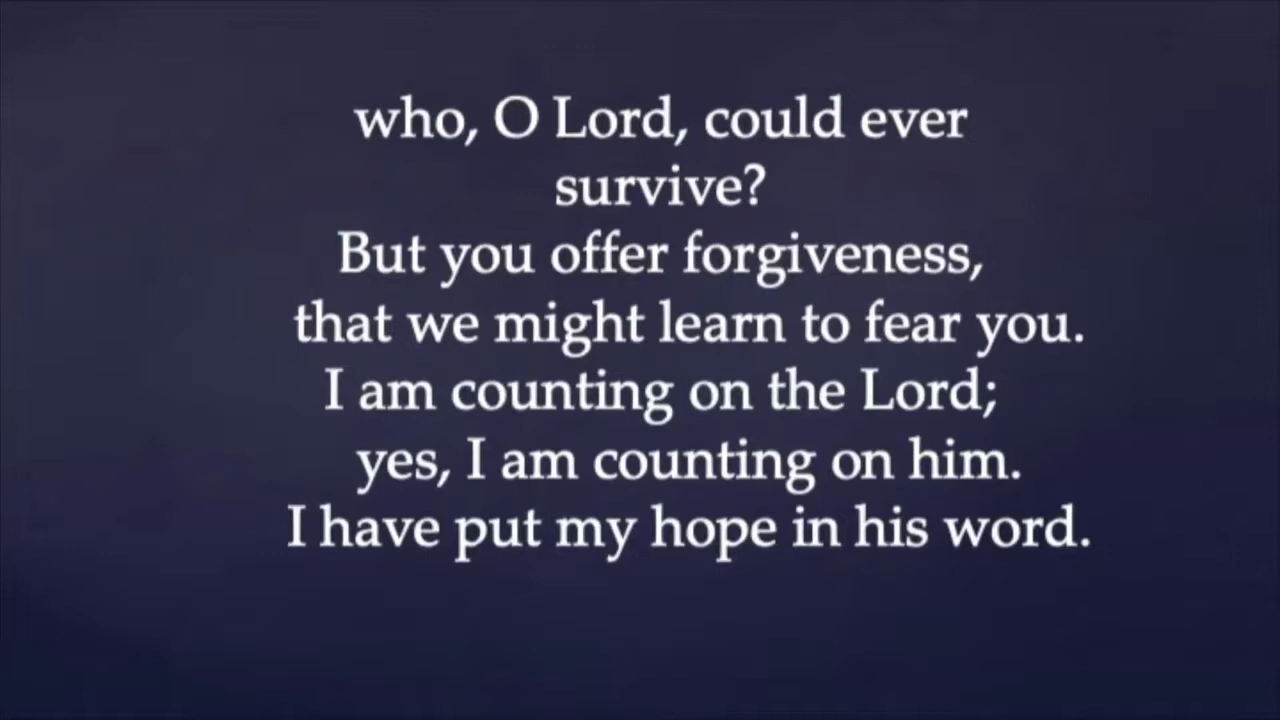 who, O Lord, could ever
survive?
But you offer forgiveness,
that we might learn to fear you.
I am counting on the Lord;
yes, I am counting on him.
I have put my hope in his word.